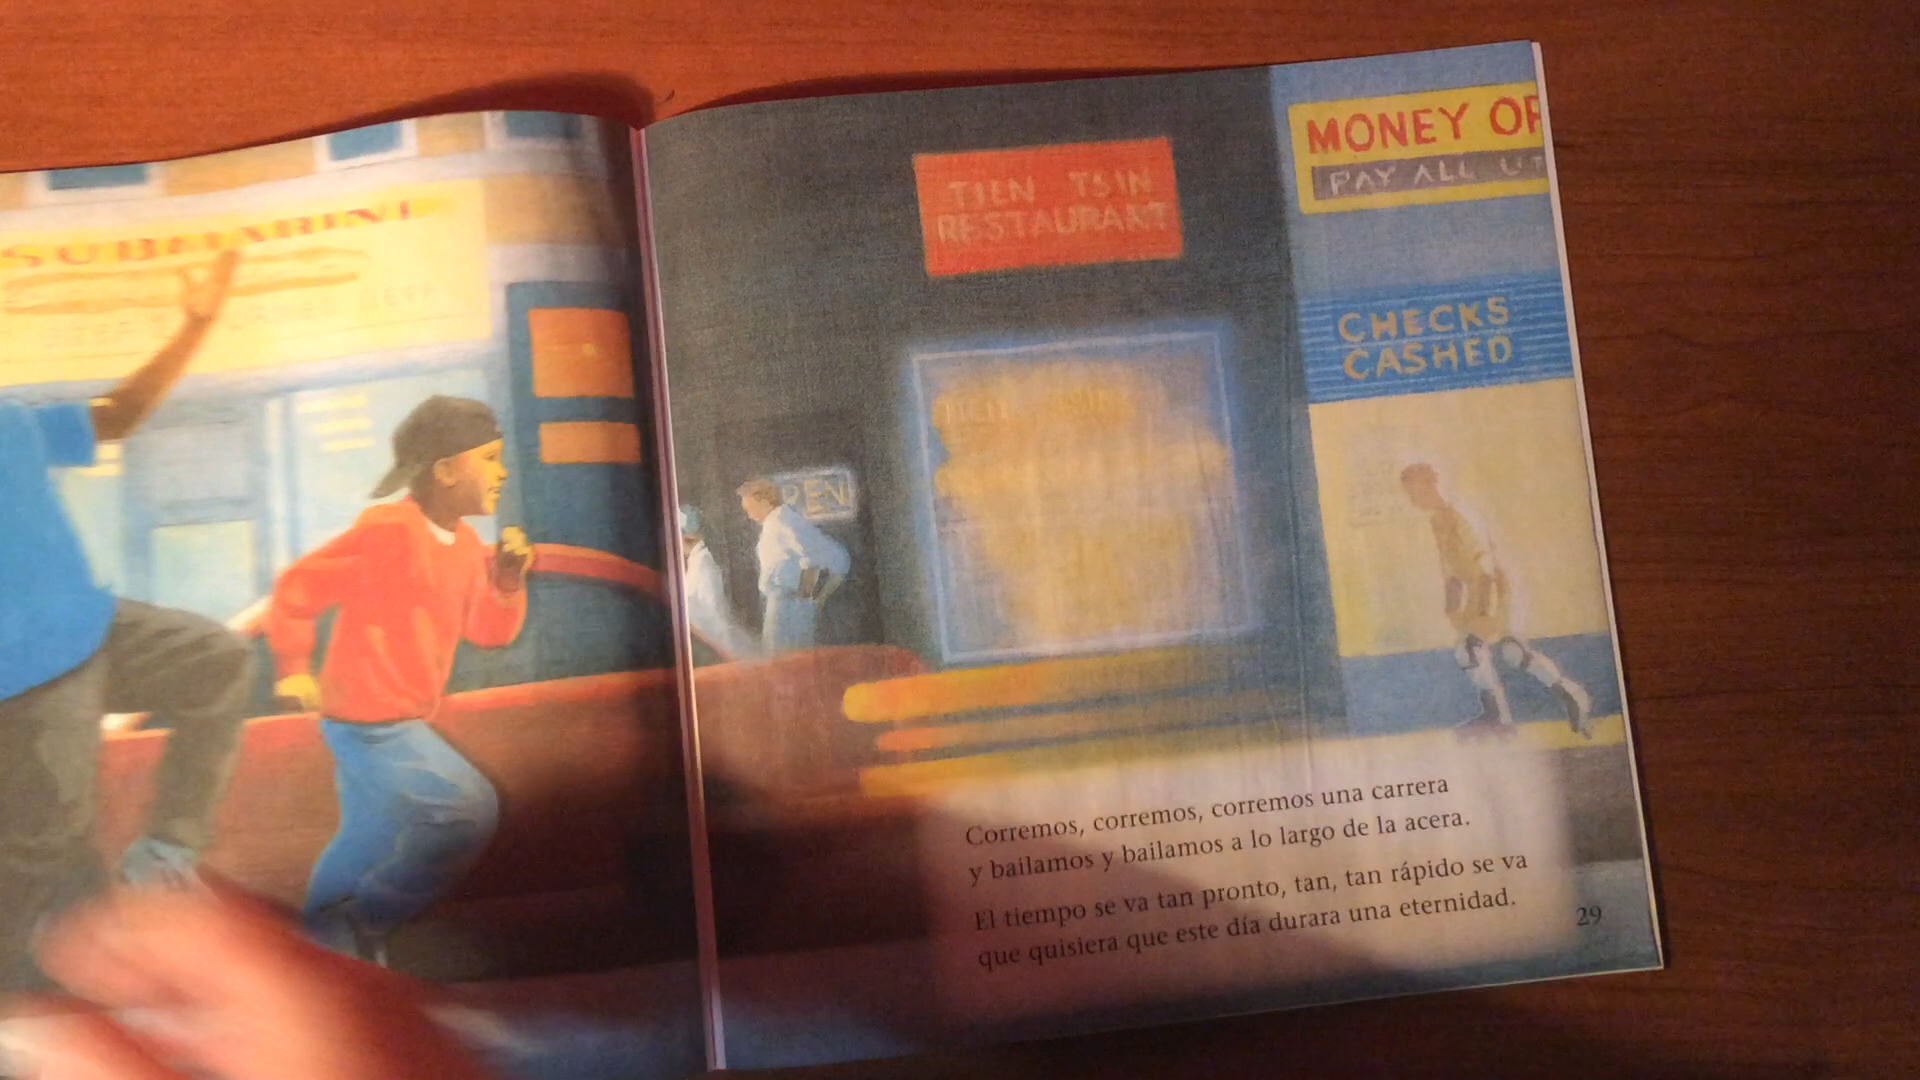 SUBMARINE
TIEN TSIN
RESTAURANT
MONEY OR
PAY ALL UT
CHECKS
CASHED
Corremos, corremos, corremos una carrera
y bailamos y bailamos a lo largo de la acera.
El tiempo se va tan pronto, tan, tan rápido se va
que quisiera que este día durara una eternidad.
29